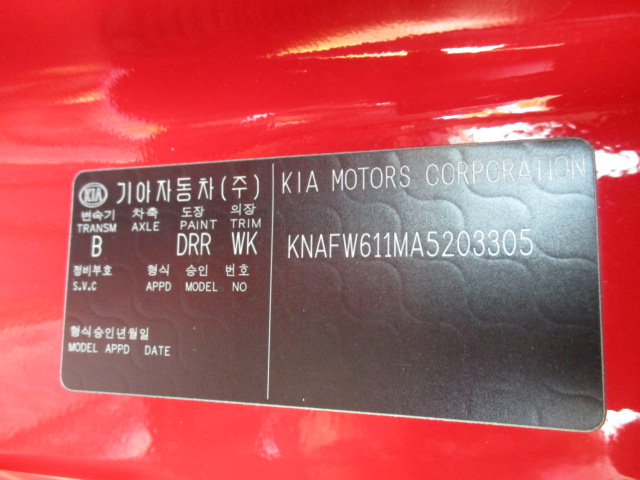 KIA 기아자동차(주)
변속기 차축 도장 의장
TRANSM AXLE PAINT TRIM
B DRR WK
정비부호 형식 승인 번호
S.V.C APPD MODEL NO
형식승인년월일
MODEL APPD DATE
KIA MOTORS CORPORATION
KNAFW611MA5203305